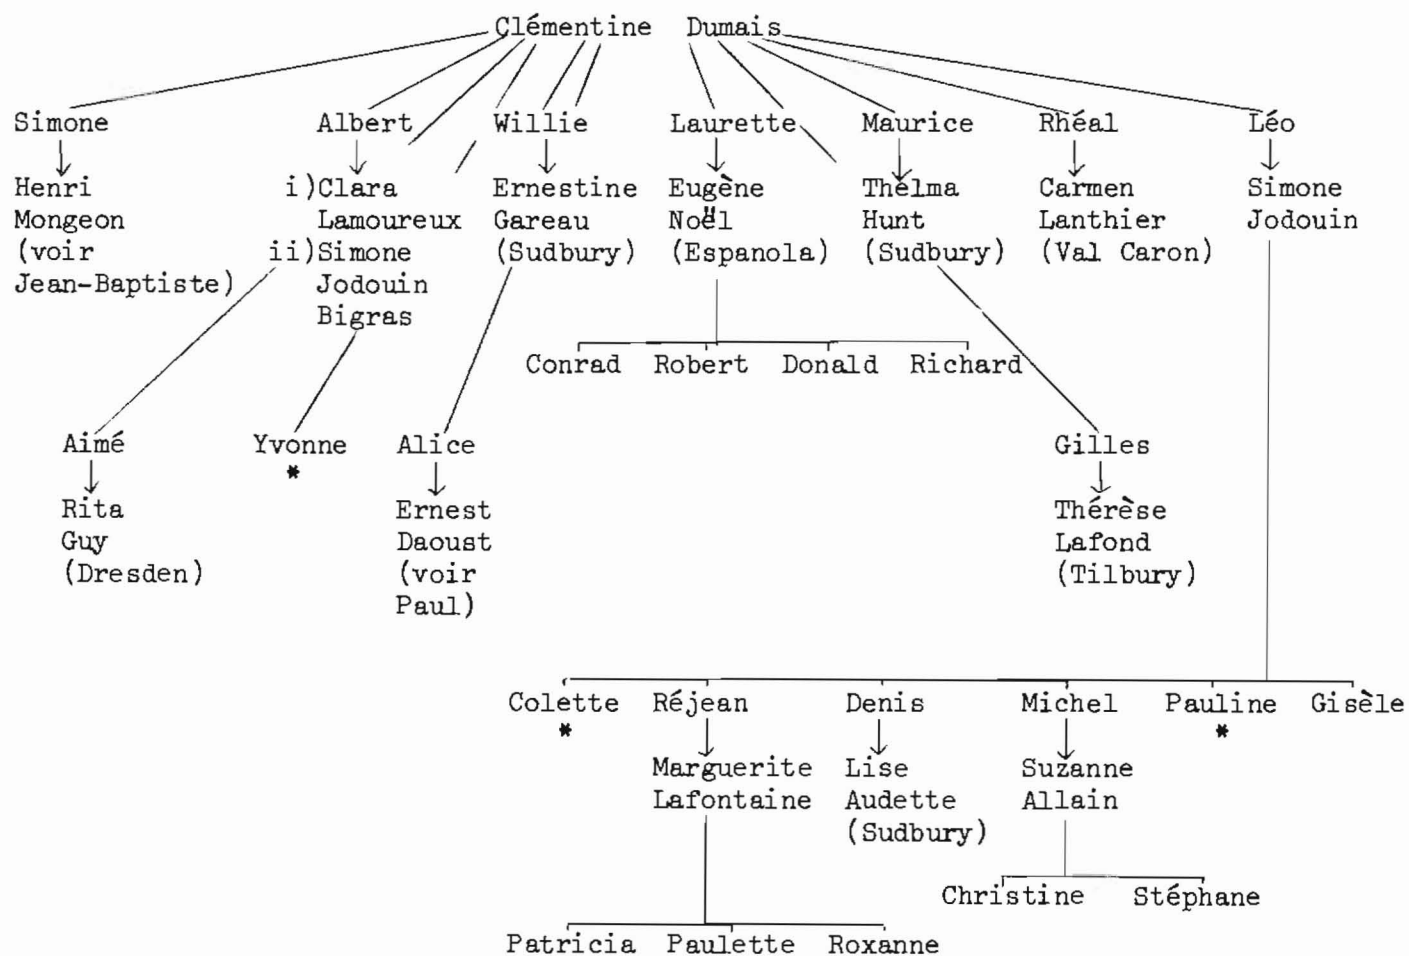 Clémentine Dumais
Simone Albert Willie Laurette Maurice Rhéal Léo
Henri i)Clara Ernestine Eugène Thélma Carmen Simone
Mongeon Lamoureux Gareau Noël Hunt Lanthier Jodouin
(voir ii)Simone (Sudbury) (Espanola) (Sudbury) (Val Caron)
Jean-Baptiste) Jodouin
Bigras
Conrad Robert Donald Richard
Aimé Yvonne Alice Gilles
*
Rita Ernest Thérèse
Guy Daoust Lafond
(Dresden) (voir (Tilbury)
Paul)
Colette Réjean Denis Michel Pauline Gisèle
* *
Marguerite Lise Suzanne
Lafontaine Audette Allain
(Sudbury)
Christine Stéphane
Patricia Paulette Roxanne